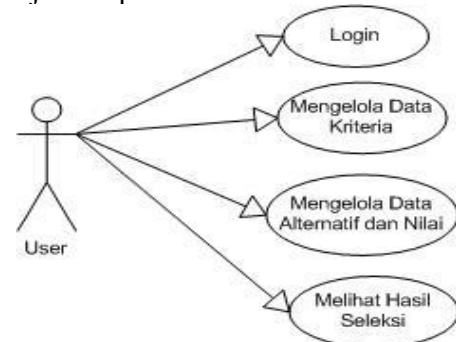 Login
Mengelola Data
Kriteria
Mengelola Data
Alternatif dan Nilai
User
Melihat Hasil
Seleksi